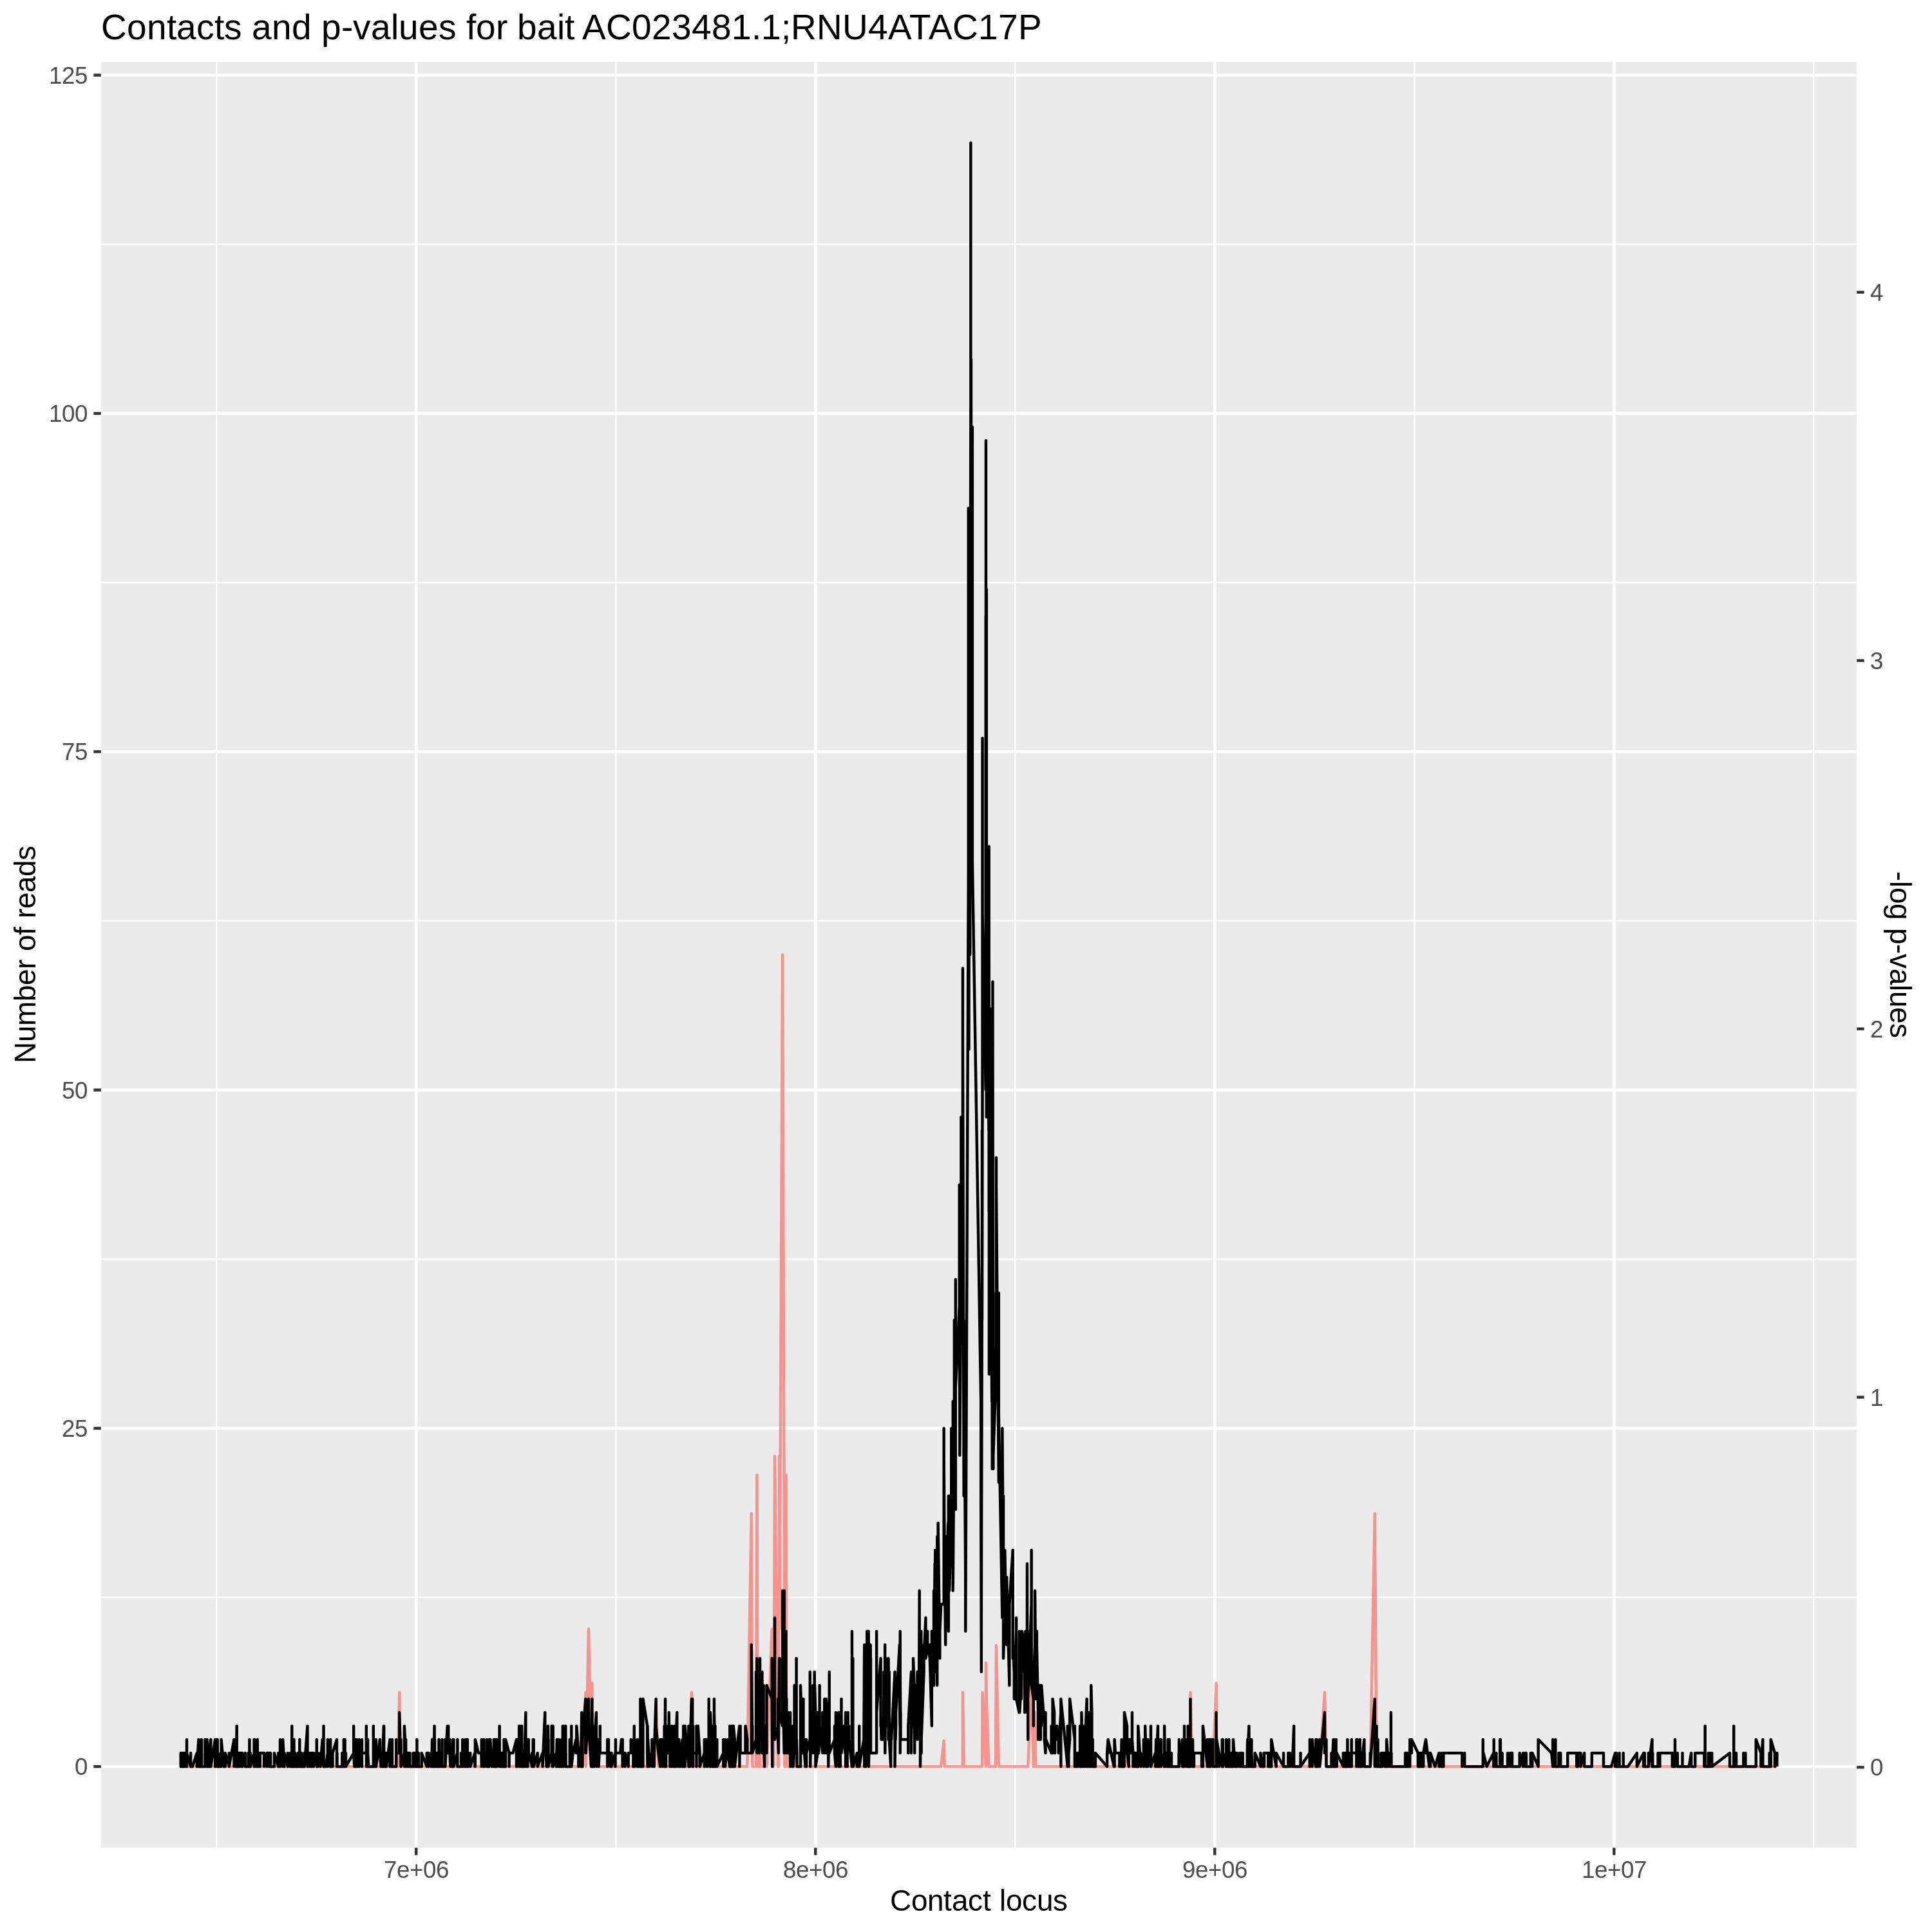 Contacts and p-values for bait AC023481.1;RNU4ATAC17P
125
100
75
50
25
0
Number of reads
4
3
2
1
0
-log p-values
7e+06
8e+06
9e+06
1e+07
Contact locus